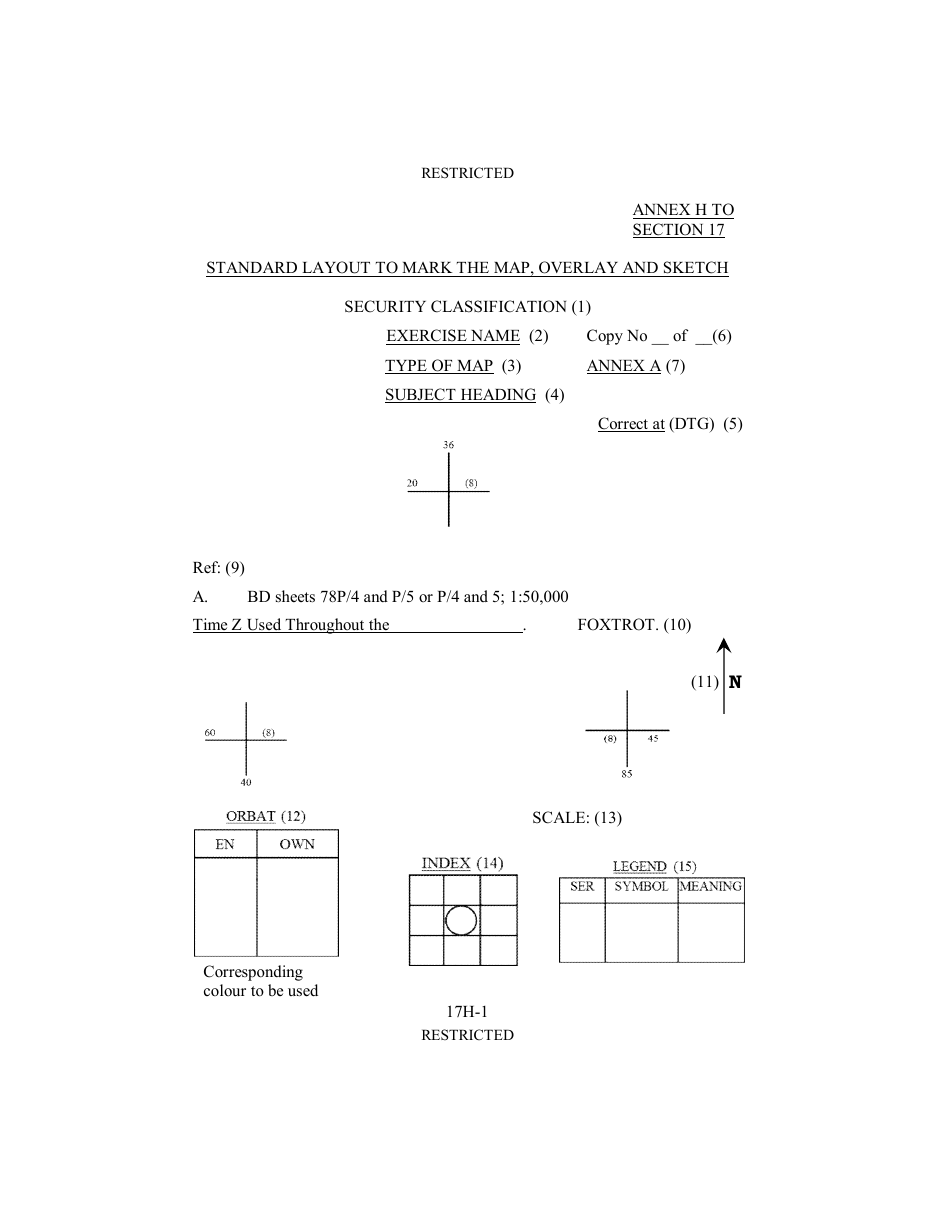 RESTRICTED
ANNEX H TO
SECTION 17
STANDARD LAYOUT TO MARK THE MAP, OVERLAY AND SKETCH
SECURITY CLASSIFICATION (1)
EXERCISE NAME (2) Copy No __ of __(6)
TYPE OF MAP (3) ANNEX A (7)
SUBJECT HEADING (4)
Correct at (DTG) (5)
36
20 (8)
Ref: (9)
A. BD sheets 78P/4 and P/5 or P/4 and 5; 1:50,000
Time Z Used Throughout the ________________. FOXTROT. (10)
(11) N
60 (8)
40
(8) 45
85
ORBAT (12)
EN OWN
Corresponding
colour to be used
SCALE: (13)
INDEX (14)
LEGEND (15)
SER SYMBOL MEANING
17H-1
RESTRICTED